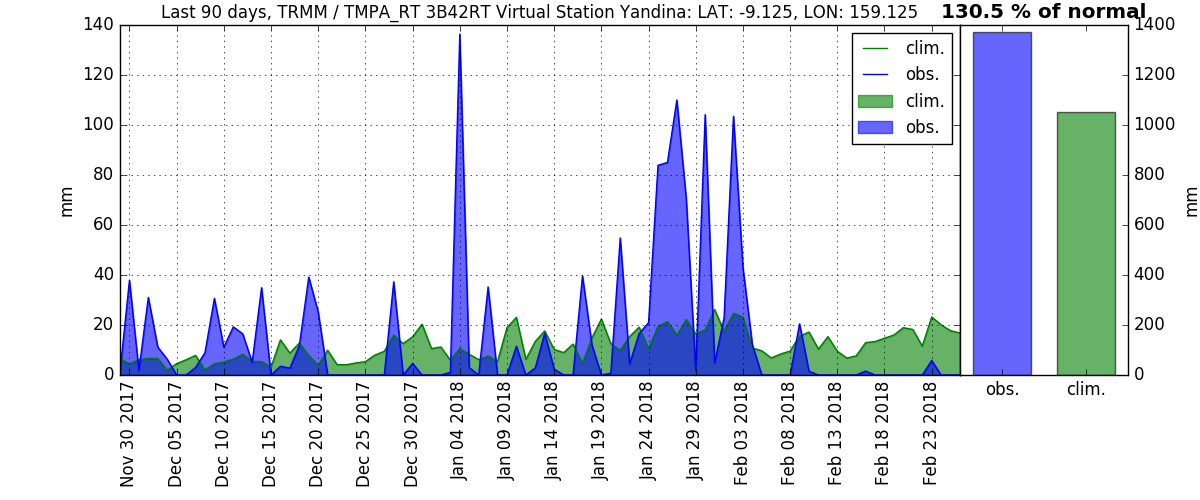 Last 90 days, TRMM / TMPA_RT 3B42RT Virtual Station Yandina: LAT: -9.125, LON: 159.125
130.5 % of normal
140
120
100
80
60
40
20
0
mm
clim.
obs.
clim.
obs.
1400
1200
1000
800
600
400
200
0
mm
Nov 30 2017
Dec 05 2017
Dec 10 2017
Dec 15 2017
Dec 20 2017
Dec 25 2017
Dec 30 2017
Jan 04 2018
Jan 09 2018
Jan 14 2018
Jan 19 2018
Jan 24 2018
Jan 29 2018
Feb 03 2018
Feb 08 2018
Feb 13 2018
Feb 18 2018
Feb 23 2018
obs.
clim.